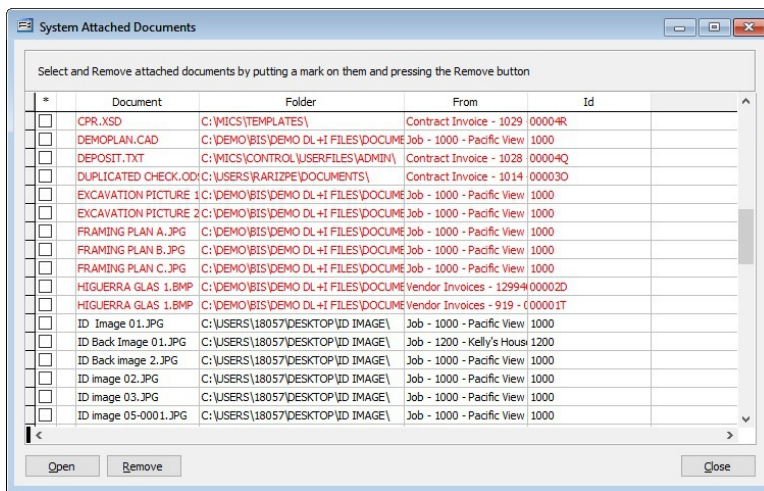 System Attached Documents
Select and Remove attached documents by putting a mark on them and pressing the Remove button
* Document Folder From Id
CPR.XSD C:\MICS\TEMPLATES\ Contract Invoice - 1029 00004R
DEMOPLAN.CAD C:\DEMO\BIS\DEMO DL+I FILES\DOCUME Job - 1000 - Pacific View 1000
DEPOSIT.TXT C:\MICS\CONTROL\USERFILES\ADMIN\ Contract Invoice - 1028 00004Q
DUPLICATED CHECK.ODS C:\USERS\RARIZPE\DOCUMENTS\ Contract Invoice - 1014 00003O
EXCAVATION PICTURE 1 C:\DEMO\BIS\DEMO DL+I FILES\DOCUME Job - 1000 - Pacific View 1000
EXCAVATION PICTURE 2 C:\DEMO\BIS\DEMO DL+I FILES\DOCUME Job - 1000 - Pacific View 1000
FRAMING PLAN A.JPG C:\DEMO\BIS\DEMO DL+I FILES\DOCUME Job - 1000 - Pacific View 1000
FRAMING PLAN B.JPG C:\DEMO\BIS\DEMO DL+I FILES\DOCUME Job - 1000 - Pacific View 1000
FRAMING PLAN C.JPG C:\DEMO\BIS\DEMO DL+I FILES\DOCUME Job - 1000 - Pacific View 1000
HIGUERRA GLAS 1.BMP C:\DEMO\BIS\DEMO DL+I FILES\DOCUME Vendor Invoices - 12994 00002D
HIGUERRA GLAS 1.BMP C:\DEMO\BIS\DEMO DL+I FILES\DOCUME Vendor Invoices - 919 - 00001T
ID Image 01.JPG C:\USERS\18057\DESKTOP\ID IMAGE\ Job - 1000 - Pacific View 1000
ID Back Image 01.JPG C:\USERS\18057\DESKTOP\ID IMAGE\ Job - 1200 - Kelly's Hous 1200
ID Back image 2.JPG C:\USERS\18057\DESKTOP\ID IMAGE\ Job - 1000 - Pacific View 1000
ID image 02.JPG C:\USERS\18057\DESKTOP\ID IMAGE\ Job - 1000 - Pacific View 1000
ID image 03.JPG C:\USERS\18057\DESKTOP\ID IMAGE\ Job - 1000 - Pacific View 1000
ID image 05-0001.JPG C:\USERS\18057\DESKTOP\ID IMAGE\ Job - 1000 - Pacific View 1000
Open Remove Close